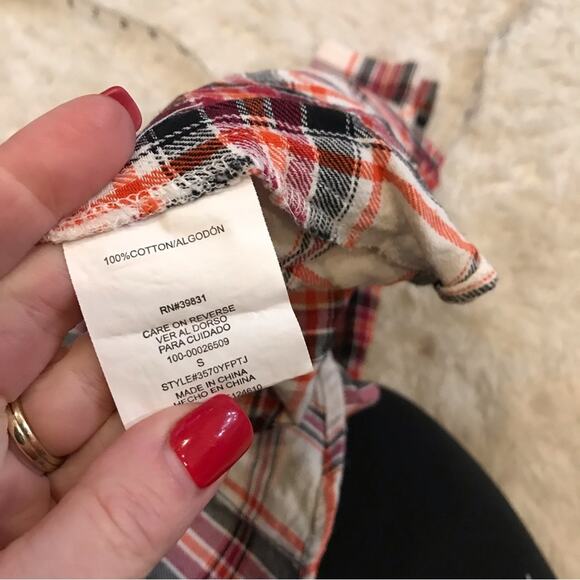 100%COTTON/ALGODÓN
RN#39831
CARE ON REVERSE
VER AL DORSO
PARA CUIDADO
100-00026509
S
STYLE#3570YFPTJ
MADE IN CHINA
HECHO EN CHINA